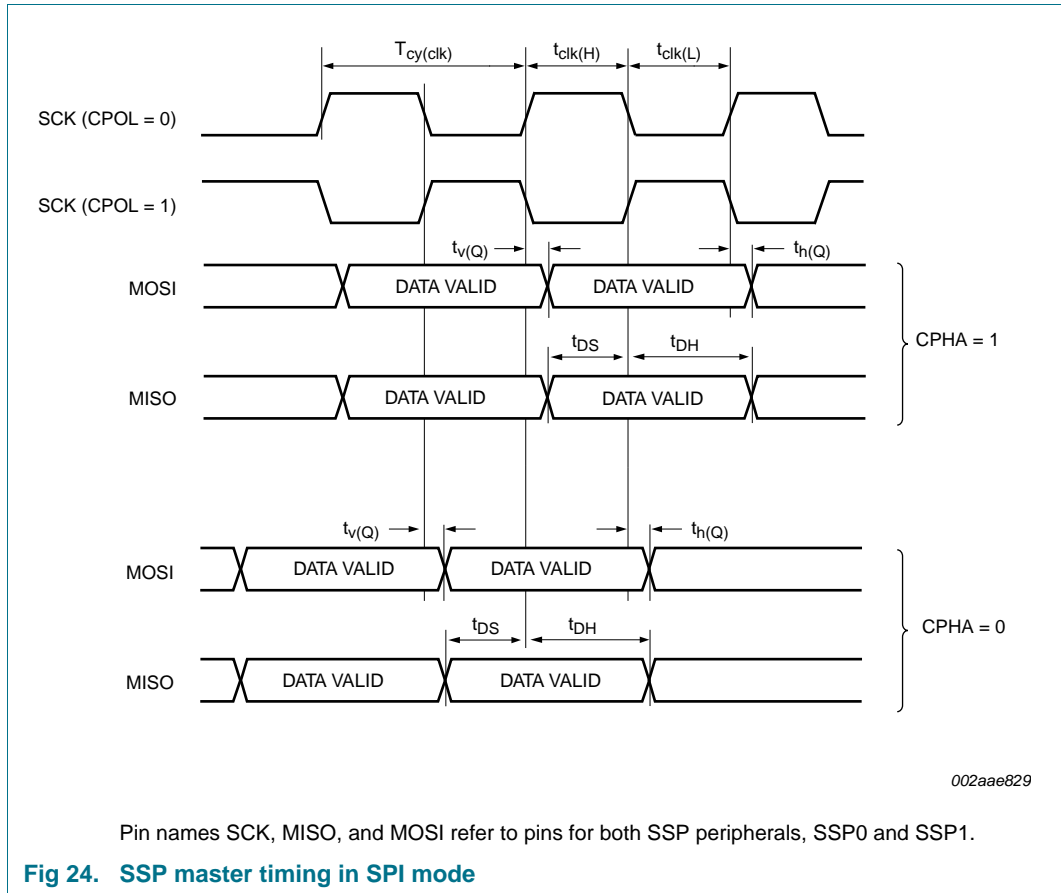 Tcy(clk) tclk(H) tclk(L)
SCK (CPOL = 0)
SCK (CPOL = 1)
tv(Q) th(Q)
MOSI DATA VALID DATA VALID
CPHA = 1
tDS tDH
MISO DATA VALID DATA VALID
tv(Q) th(Q)
MOSI DATA VALID DATA VALID
CPHA = 0
tDS tDH
MISO DATA VALID DATA VALID
002aae829
Pin names SCK, MISO, and MOSI refer to pins for both SSP peripherals, SSP0 and SSP1.
Fig 24. SSP master timing in SPI mode